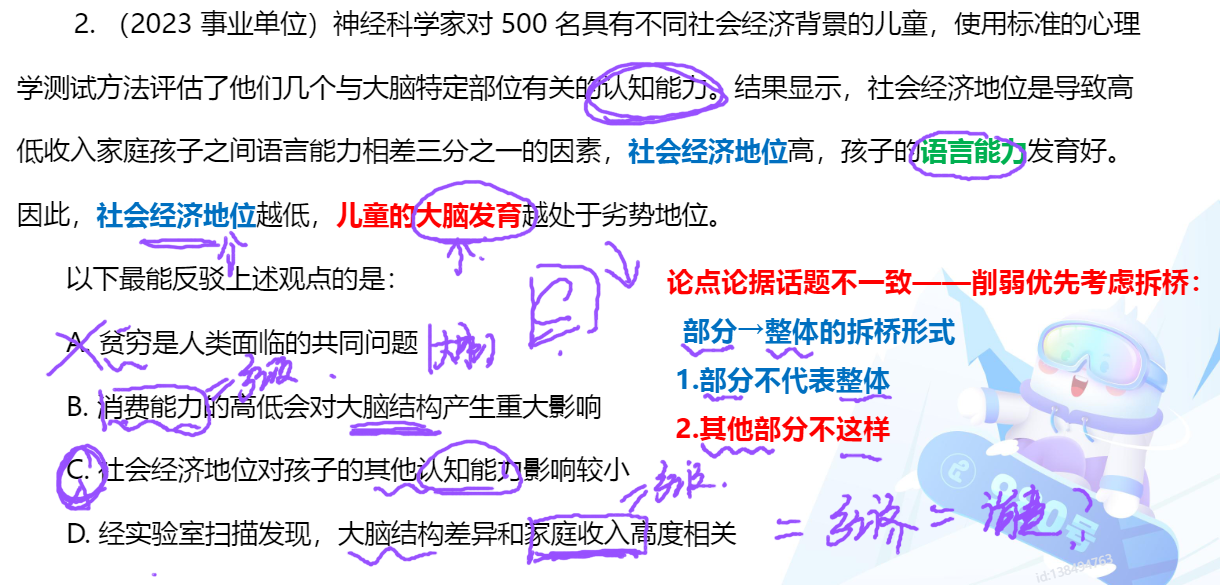 2. （2023 事业单位）神经科学家对 500 名具有不同社会经济背景的儿童，使用标准的心理
学测试方法评估了他们几个与大脑特定部位有关的认知能力。结果显示，社会经济地位是导致高
低收入家庭孩子之间语言能力相差三分之一的因素，社会经济地位高，孩子的语言能力发育好。
因此，社会经济地位越低，儿童的大脑发育越处于劣势地位。
以下最能反驳上述观点的是：
论点论据话题不一致——削弱优先考虑拆桥：
部分→整体的拆桥形式
A. 贫穷是人类面临的共同问题
1.部分不代表整体
B. 消费能力的高低会对大脑结构产生重大影响
2.其他部分不这样
C. 社会经济地位对孩子的其他认知能力影响较小
D. 经实验室扫描发现，大脑结构差异和家庭收入高度相关
= 经济 = 消费？
id:138494763